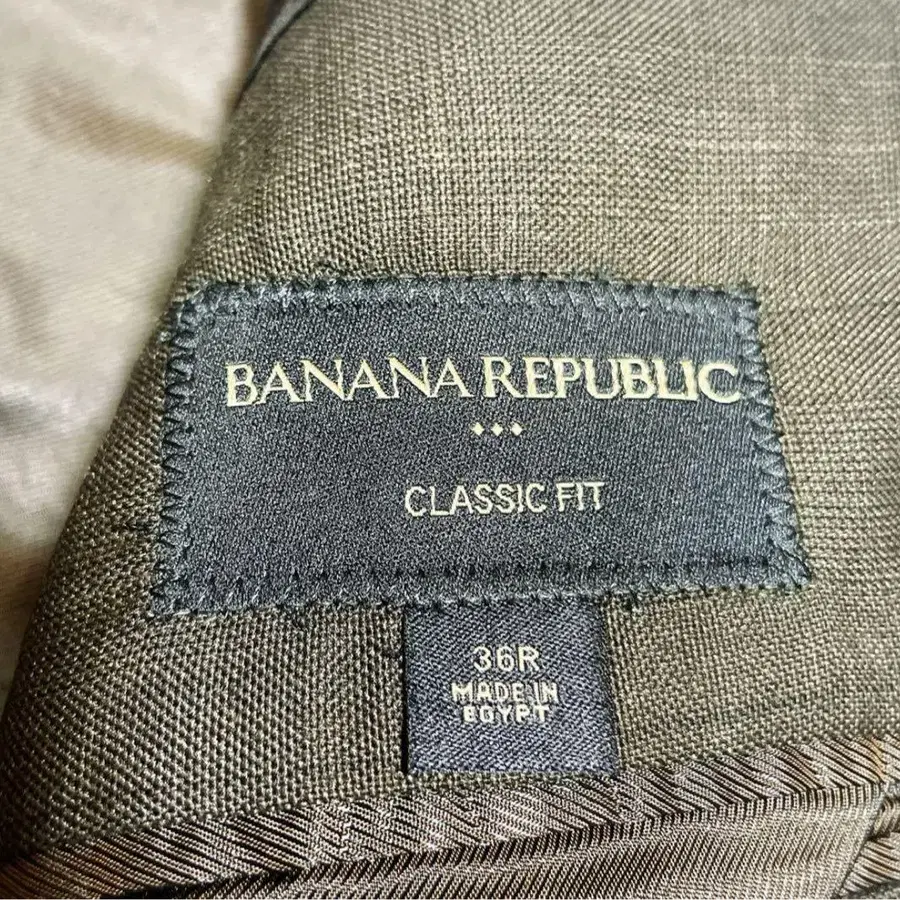 BANANA REPUBLIC
CLASSIC FIT
36R
MADE IN
EGYPT